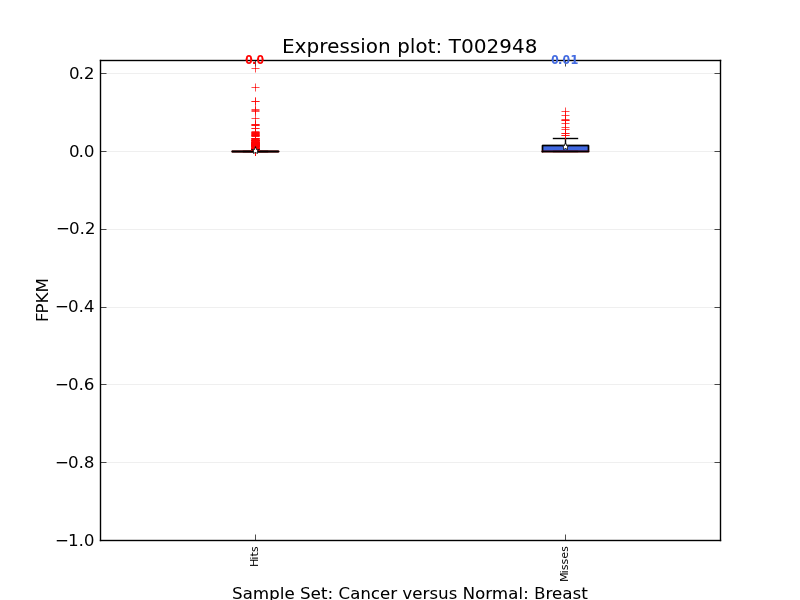 Expression plot: T002948
0.0
0.01
0.2
0.0
−0.2
−0.4
−0.6
−0.8
−1.0
FPKM
Hits
Misses
Sample Set: Cancer versus Normal: Breast